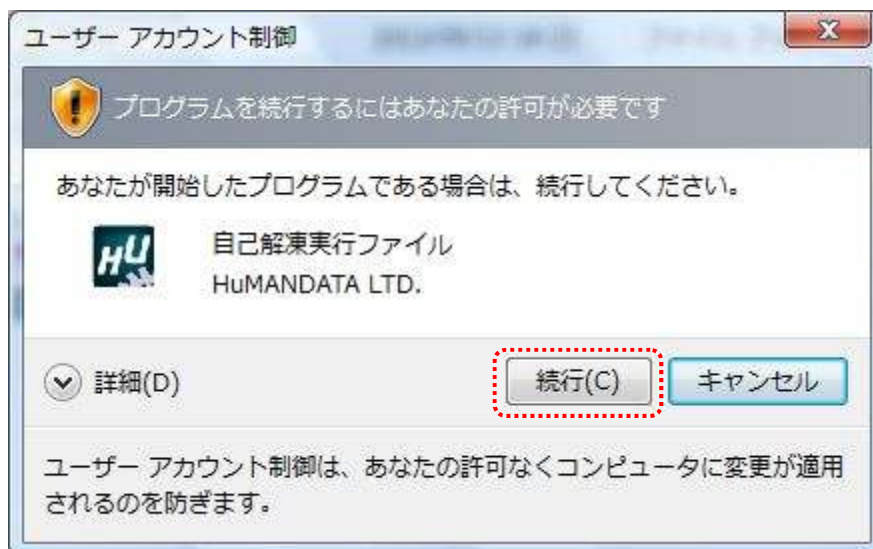 ユーザー アカウント制御
プログラムを続行するにはあなたの許可が必要です
あなたが開始したプログラムである場合は、続行してください。
HU
自己解凍実行ファイル
HuMANDATA LTD.
詳細(D)
続行(C)
キャンセル
ユーザー アカウント制御は、あなたの許可なくコンピュータに変更が適用
されるのを防ぎます。